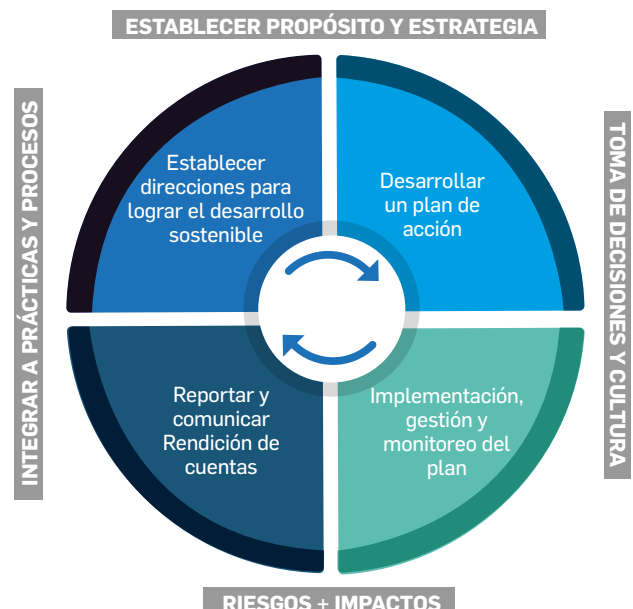 ESTABLECER PROPÓSITO Y ESTRATEGIA
INTEGRAR A PRÁCTICAS Y PROCESOS
TOMA DE DECISIONES Y CULTURA
Establecer
direcciones para
lograr el desarrollo
sostenible
Desarrollar
un plan de
acción
Reportar y
comunicar
Rendición de
cuentas
Implementación,
gestión y
monitoreo del
plan
RIESGOS + IMPACTOS